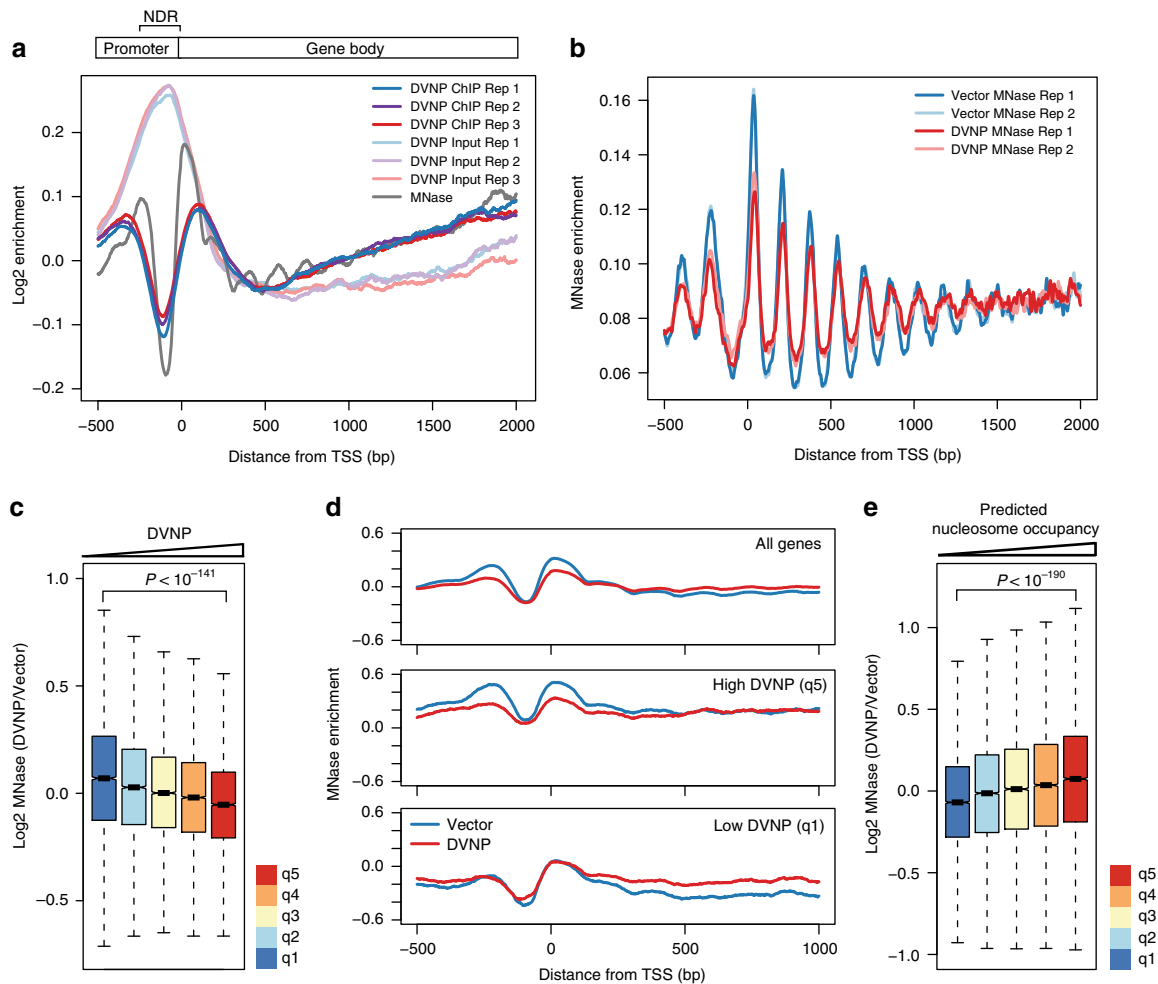 NDR
a
Promoter
Gene body
DVNP ChIP Rep 1
DVNP ChIP Rep 2
DVNP ChIP Rep 3
DVNP Input Rep 1
DVNP Input Rep 2
DVNP Input Rep 3
MNase
Log2 enrichment
0.2
0.1
0.0
−0.1
−0.2
−500
0
500
1000
1500
2000
Distance from TSS (bp)
b
Vector MNase Rep 1
Vector MNase Rep 2
DVNP MNase Rep 1
DVNP MNase Rep 2
MNase enrichment
0.16
0.14
0.12
0.10
0.08
0.06
−500
0
500
1000
1500
2000
Distance from TSS (bp)
c
DVNP
P < 10−141
Log2 MNase (DVNP/Vector)
1.0
0.5
0.0
−0.5
q5
q4
q3
q2
q1
d
MNase enrichment
0.6
0.0
−0.6
All genes
0.6
0.0
−0.6
High DVNP (q5)
0.6
0.0
−0.6
Vector
DVNP
Low DVNP (q1)
−500
0
500
1000
Distance from TSS (bp)
e
Predicted
nucleosome occupancy
P < 10−190
Log2 MNase (DVNP/Vector)
1.0
0.5
0.0
−0.5
−1.0
q5
q4
q3
q2
q1